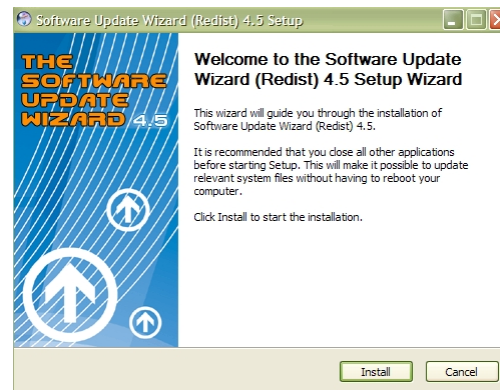 Software Update Wizard (Redist) 4.5 Setup
THE
SOFTWARE
UPDATE
WIZARD 4.5
Welcome to the Software Update
Wizard (Redist) 4.5 Setup Wizard
This wizard will guide you through the installation of
Software Update Wizard (Redist) 4.5.
It is recommended that you close all other applications
before starting Setup. This will make it possible to update
relevant system files without having to reboot your
computer.
Click Install to start the installation.
Install
Cancel